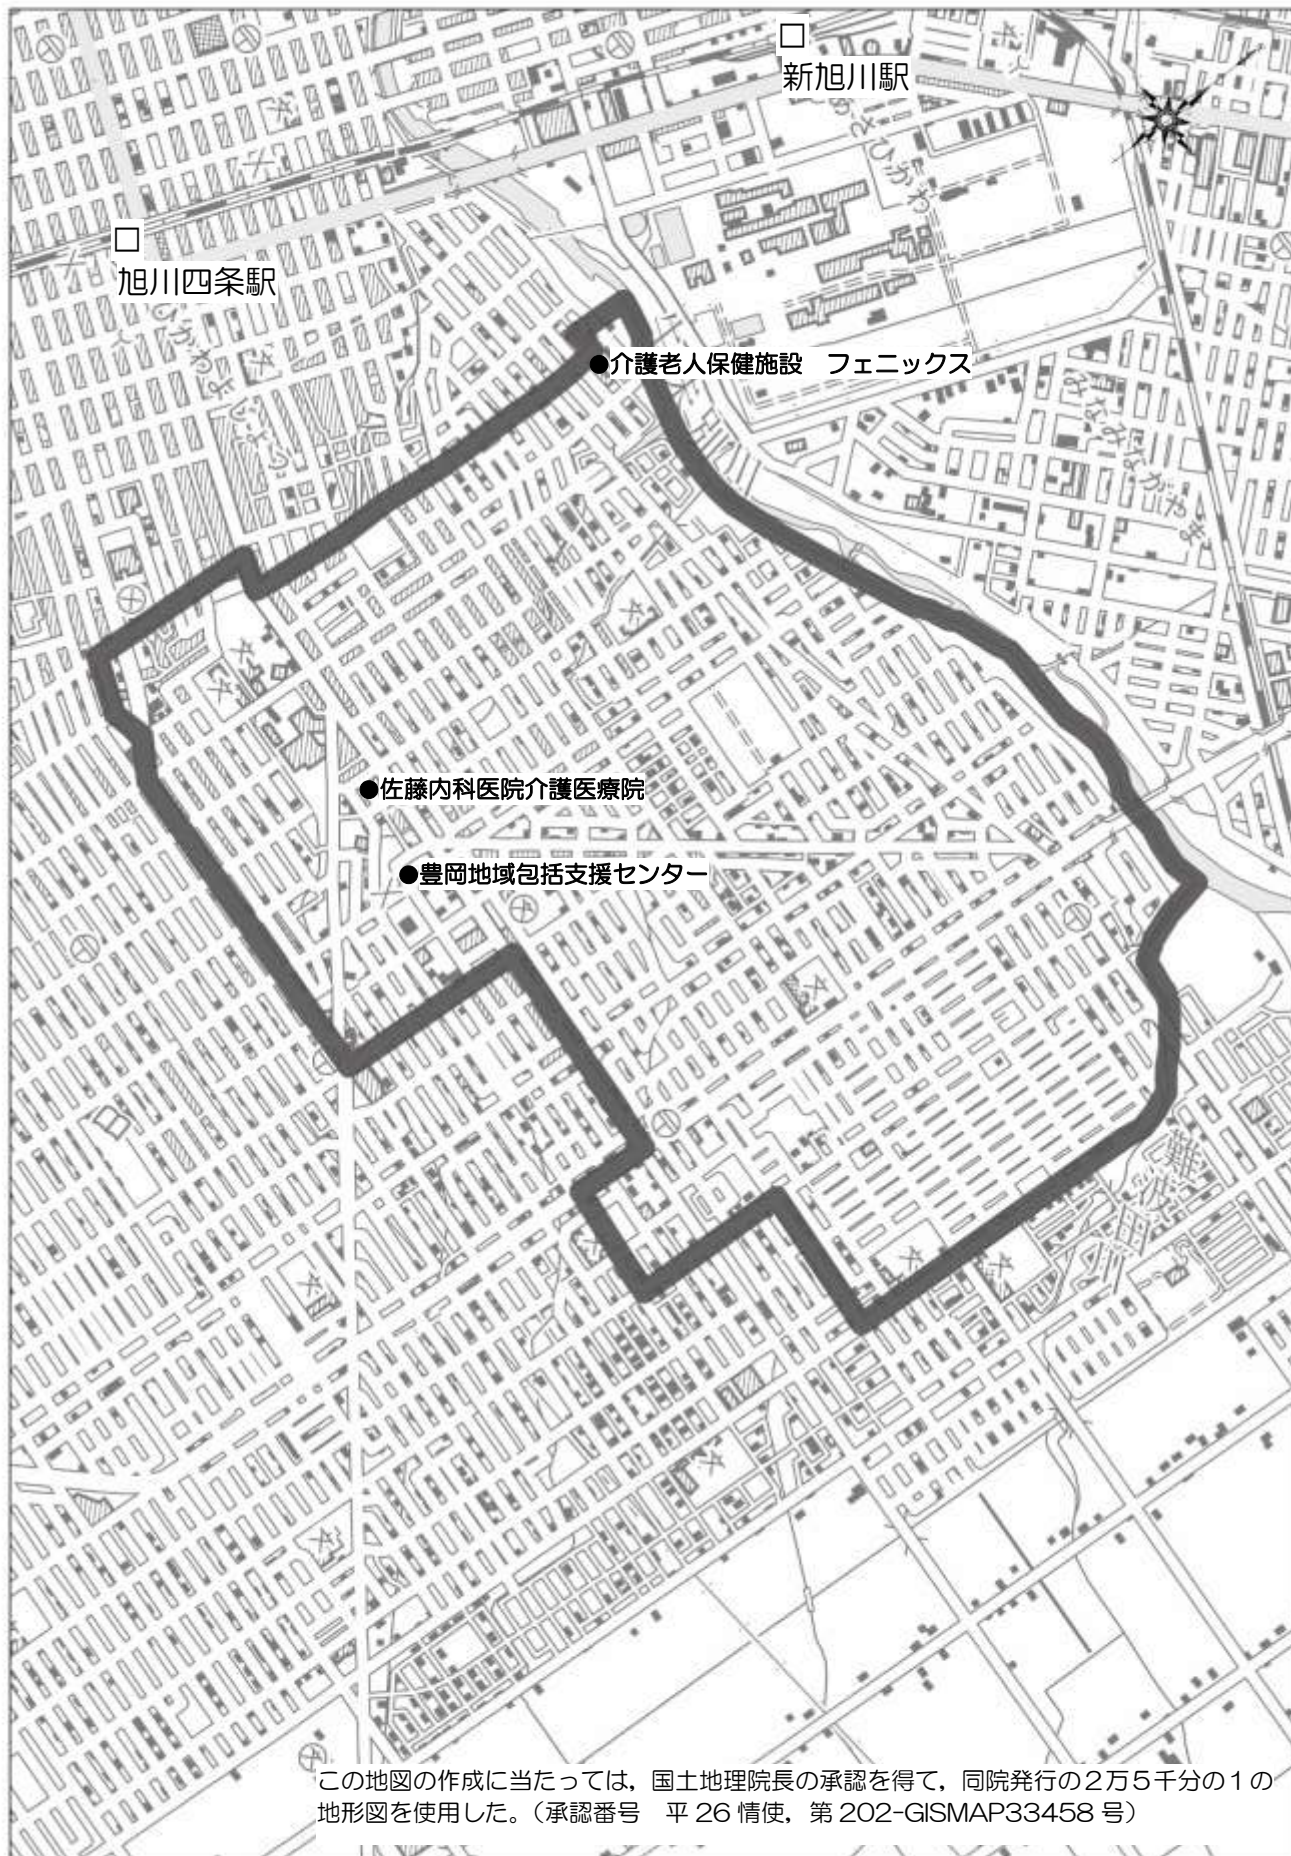 新旭川駅
旭川四条駅
●介護老人保健施設　フェニックス
●佐藤内科医院介護医療院
●豊岡地域包括支援センター
難波田川
この地図の作成に当たっては，国土地理院長の承認を得て，同院発行の２万５千分の１の
地形図を使用した。（承認番号　平 26 情使，第 202-GISMAP33458 号）